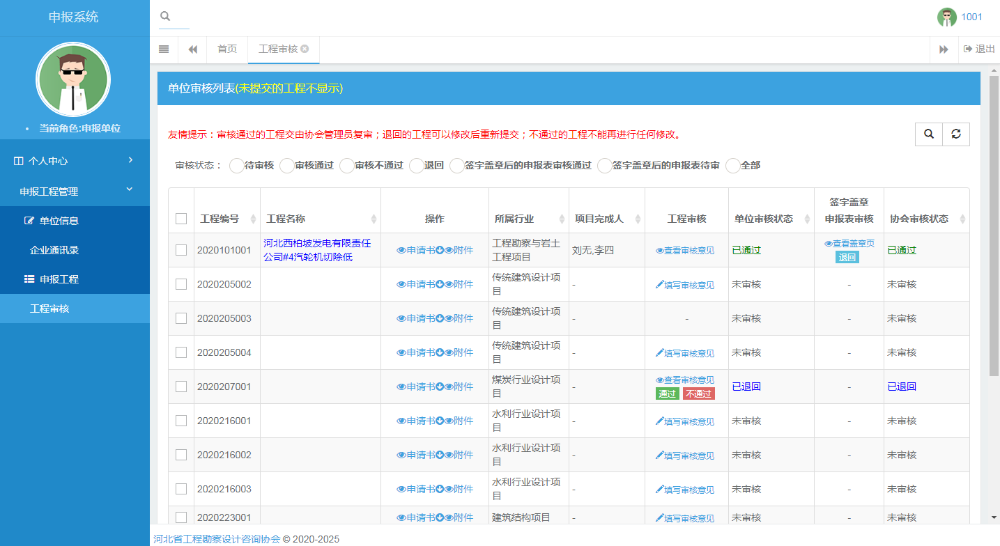 申报系统
1001
首页
工程审核
退出
当前角色:申报单位
个人中心
申报工程管理
单位信息
企业通讯录
申报工程
工程审核
单位审核列表(未提交的工程不显示)
友情提示：审核通过的工程交由协会管理员复审；退回的工程可以修改后重新提交；不通过的工程不能再进行任何修改。
审核状态： 待审核 审核通过 审核不通过 退回 签字盖章后的申报表审核通过 签字盖章后的申报表待审 全部
工程编号 工程名称 操作 所属行业 项目完成人 工程审核 单位审核状态 签字盖章 申报表审核 协会审核状态
2020101001 河北西柏坡发电有限责任 申请书 附件 工程勘察与岩土 刘无,李四 查看审核意见 已通过 查看盖章页 已通过
公司#4汽轮机切除低 工程项目 退回
2020205002 申请书 附件 传统建筑设计项 - 填写审核意见 未审核 - 未审核
目
2020205003 申请书 附件 传统建筑设计项 - - 未审核 - 未审核
目
2020205004 申请书 附件 传统建筑设计项 - 填写审核意见 未审核 - 未审核
目
2020207001 申请书 附件 煤炭行业设计项 - 查看审核意见 已退回 - 已退回
目 通过 不通过
2020216001 申请书 附件 水利行业设计项 - 填写审核意见 未审核 - 未审核
目
2020216002 申请书 附件 水利行业设计项 - 填写审核意见 未审核 - 未审核
目
2020216003 申请书 附件 水利行业设计项 - 填写审核意见 未审核 - 未审核
目
2020223001 申请书 附件 建筑结构项目 - 填写审核意见 未审核 - 未审核
河北省工程勘察设计咨询协会 © 2020-2025